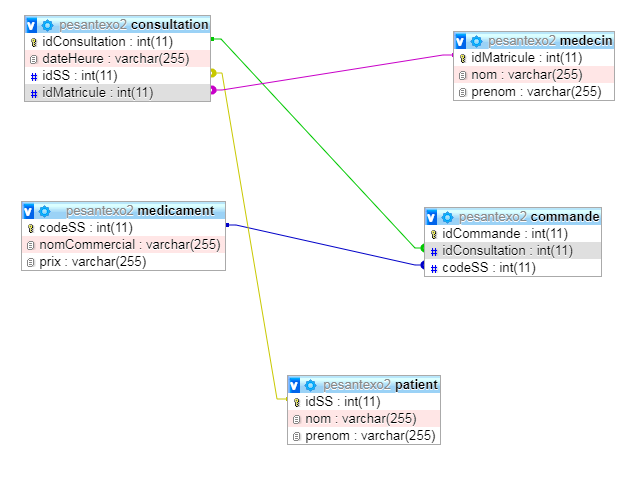 pesantexo2 consultation
idConsultation : int(11)
dateHeure : varchar(255)
# idSS : int(11)
# idMatricule : int(11)
pesantexo2 medecin
idMatricule : int(11)
nom : varchar(255)
prenom : varchar(255)
pesantexo2 medicament
codeSS : int(11)
nomCommercial : varchar(255)
prix : varchar(255)
pesantexo2 commande
idCommande : int(11)
# idConsultation : int(11)
# codeSS : int(11)
pesantexo2 patient
idSS : int(11)
nom : varchar(255)
prenom : varchar(255)